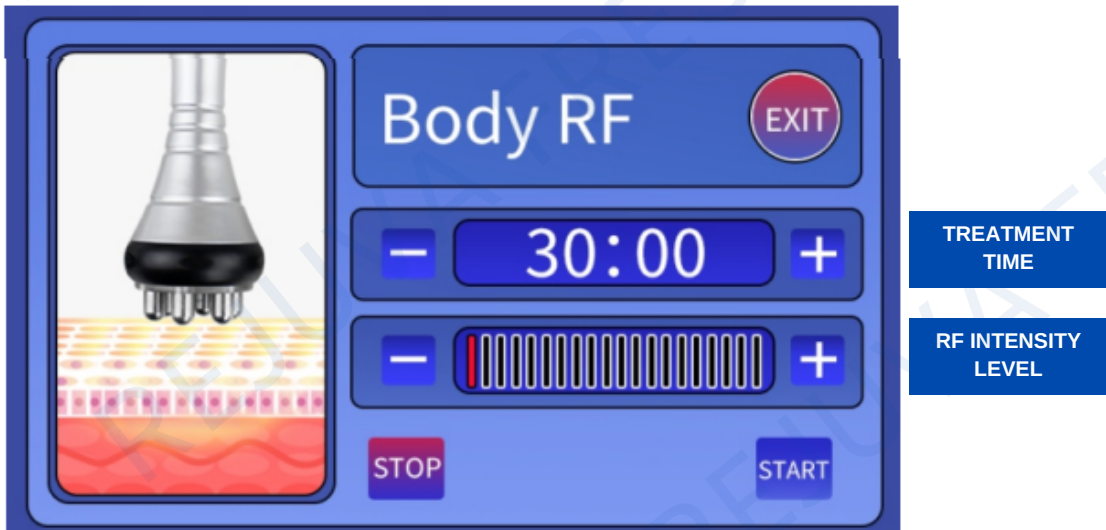 Body RF
EXIT
− 30:00 +
TREATMENT
TIME
− +
RF INTENSITY
LEVEL
STOP
START